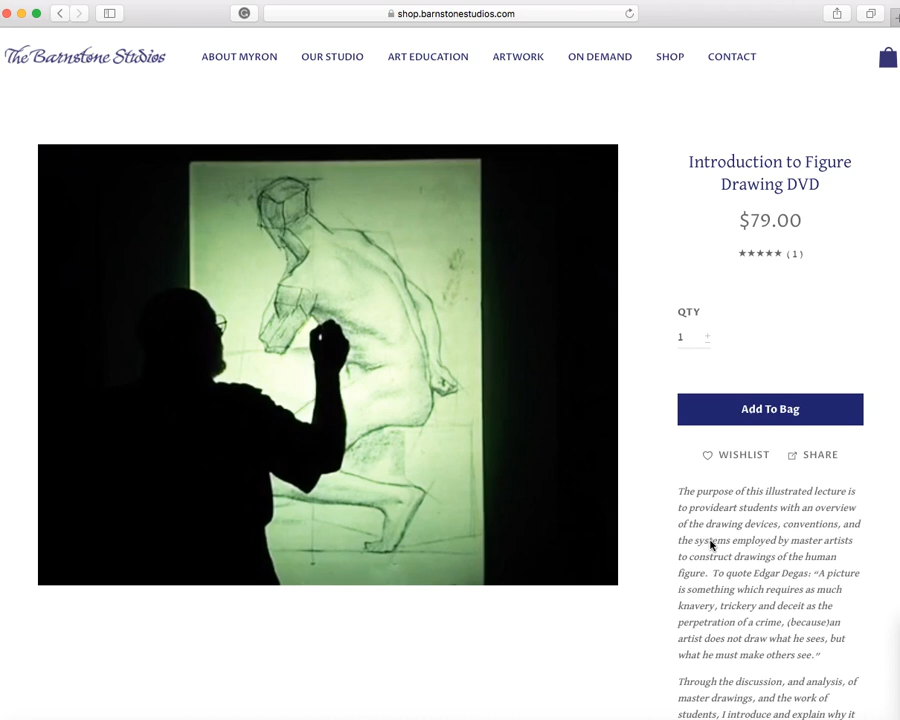 shop.barnstonestudios.com
The Barnstone Studios
ABOUT MYRON OUR STUDIO ART EDUCATION ARTWORK ON DEMAND SHOP CONTACT
Introduction to Figure
Drawing DVD
$79.00
★★★★★ (1)
QTY
1 +
Add To Bag
WISHLIST SHARE
The purpose of this illustrated lecture is
to provideart students with an overview
of the drawing devices, conventions, and
the systems employed by master artists
to construct drawings of the human
figure. To quote Edgar Degas: “A picture
is something which requires as much
knavery, trickery and deceit as the
perpetration of a crime, (because)an
artist does not draw what he sees, but
what he must make others see.”
Through the discussion, and analysis, of
master drawings, and the work of
students, I introduce and explain why it